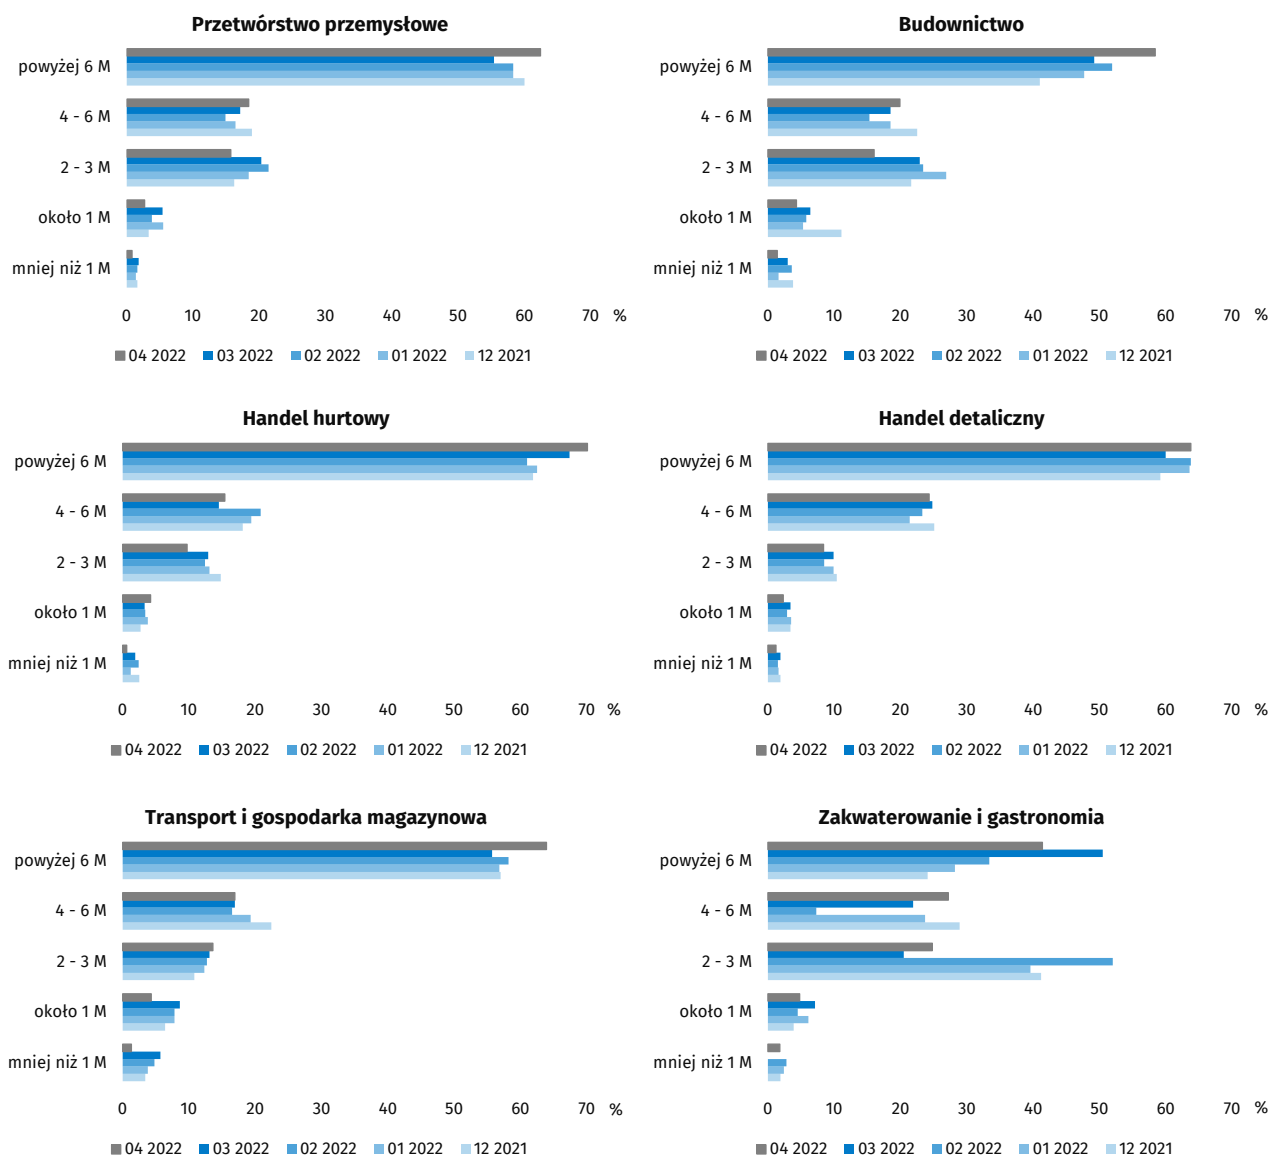 Przetwórstwo przemysłowe
powyżej 6 M
4 - 6 M
2 - 3 M
około 1 M
mniej niż 1 M
0 10 20 30 40 50 60 70 %
04 2022 03 2022 02 2022 01 2022 12 2021
Budownictwo
powyżej 6 M
4 - 6 M
2 - 3 M
około 1 M
mniej niż 1 M
0 10 20 30 40 50 60 70 %
04 2022 03 2022 02 2022 01 2022 12 2021
Handel hurtowy
powyżej 6 M
4 - 6 M
2 - 3 M
około 1 M
mniej niż 1 M
0 10 20 30 40 50 60 70 %
04 2022 03 2022 02 2022 01 2022 12 2021
Handel detaliczny
powyżej 6 M
4 - 6 M
2 - 3 M
około 1 M
mniej niż 1 M
0 10 20 30 40 50 60 70 %
04 2022 03 2022 02 2022 01 2022 12 2021
Transport i gospodarka magazynowa
powyżej 6 M
4 - 6 M
2 - 3 M
około 1 M
mniej niż 1 M
0 10 20 30 40 50 60 70 %
04 2022 03 2022 02 2022 01 2022 12 2021
Zakwaterowanie i gastronomia
powyżej 6 M
4 - 6 M
2 - 3 M
około 1 M
mniej niż 1 M
0 10 20 30 40 50 60 70 %
04 2022 03 2022 02 2022 01 2022 12 2021